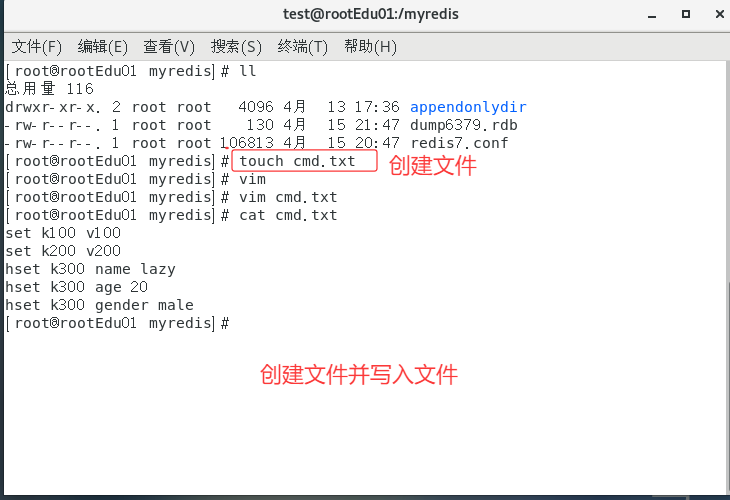 test@rootEdu01:/myredis
文件(F) 编辑(E) 查看(V) 搜索(S) 终端(T) 帮助(H)
[root@rootEdu01 myredis]# ll
总用量 116
drwxr-xr-x. 2 root root 4096 4月 13 17:36 appendonlydir
-rw-r--r--. 1 root root 130 4月 15 21:47 dump6379.rdb
-rw-r--r--. 1 root root 106813 4月 15 20:47 redis7.conf
[root@rootEdu01 myredis]# touch cmd.txt 创建文件
[root@rootEdu01 myredis]# vim
[root@rootEdu01 myredis]# vim cmd.txt
[root@rootEdu01 myredis]# cat cmd.txt
set k100 v100
set k200 v200
hset k300 name lazy
hset k300 age 20
hset k300 gender male
[root@rootEdu01 myredis]#
创建文件并写入文件